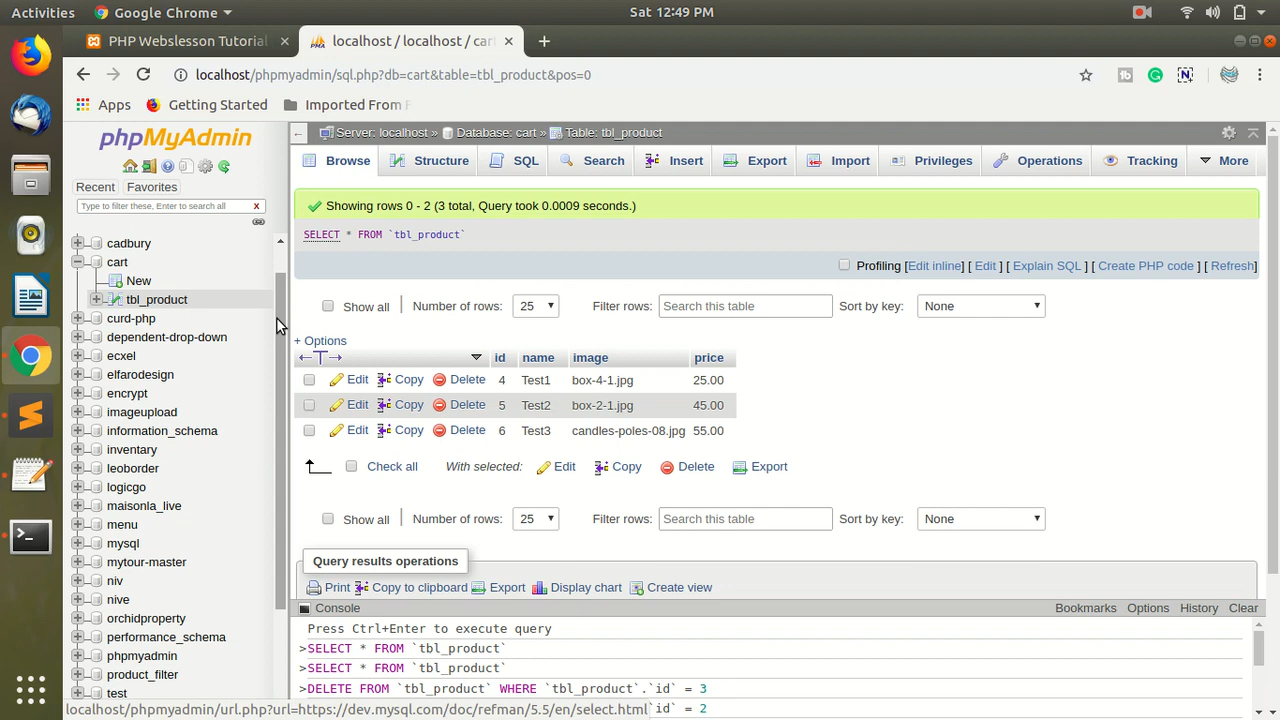 Activities Google Chrome Sat 12:49 PM
PHP Webslesson Tutorial localhost / localhost / cart
localhost/phpmyadmin/sql.php?db=cart&table=tbl_product&pos=0
Apps Getting Started Imported From F
phpMyAdmin
Recent Favorites
Type to filter these, Enter to search all X
cadbury
cart
New
tbl_product
curd-php
dependent-drop-down
ecxel
elfarodesign
encrypt
imageupload
information_schema
inventory
leoborder
logicgo
maisonla_live
menu
mysql
mytour-master
niv
nive
orchidproperty
performance_schema
phpmyadmin
product_filter
test
Server: localhost » Database: cart » Table: tbl_product
Browse Structure SQL Search Insert Export Import Privileges Operations Tracking More
Showing rows 0 - 2 (3 total, Query took 0.0009 seconds.)
SELECT * FROM `tbl_product`
Profiling [Edit inline] [ Edit ] [ Explain SQL ] [ Create PHP code ] [ Refresh]
Show all Number of rows: 25 Filter rows: Search this table Sort by key: None
+ Options
id name image price
Edit Copy Delete 4 Test1 box-4-1.jpg 25.00
Edit Copy Delete 5 Test2 box-2-1.jpg 45.00
Edit Copy Delete 6 Test3 candles-poles-08.jpg 55.00
Check all With selected: Edit Copy Delete Export
Show all Number of rows: 25 Filter rows: Search this table Sort by key: None
Query results operations
Print Copy to clipboard Export Display chart Create view
Console Bookmarks Options History Clear
Press Ctrl+Enter to execute query
>SELECT * FROM `tbl_product`
>SELECT * FROM `tbl_product`
>DELETE FROM `tbl_product` WHERE `tbl_product`.`id` = 3
`id` = 2
localhost/phpmyadmin/url.php?url=https://dev.mysql.com/doc/refman/5.5/en/select.html